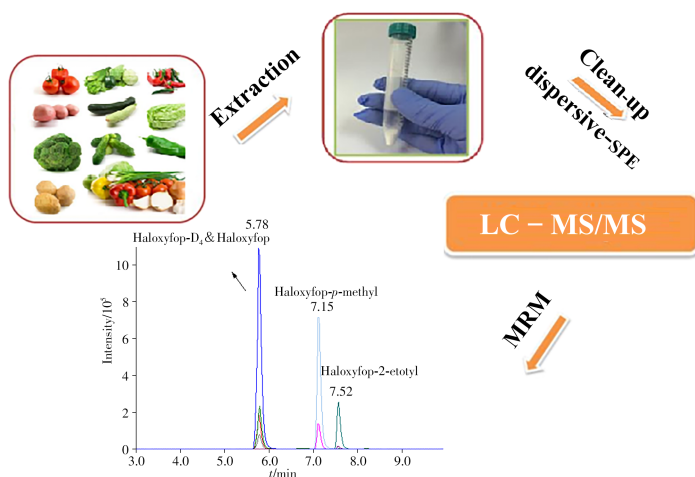 Extraction
Clean-up
dispersive-SPE
LC - MS/MS
MRM
5.78
Haloxyfop-D₄ & Haloxyfop
Haloxyfop-p-methyl
7.15
Haloxyfop-2-etotyl
7.52
Intensity/10⁵
10
8
6
4
2
0
3.0 4.0 5.0 6.0 7.0 8.0 9.0
t/min